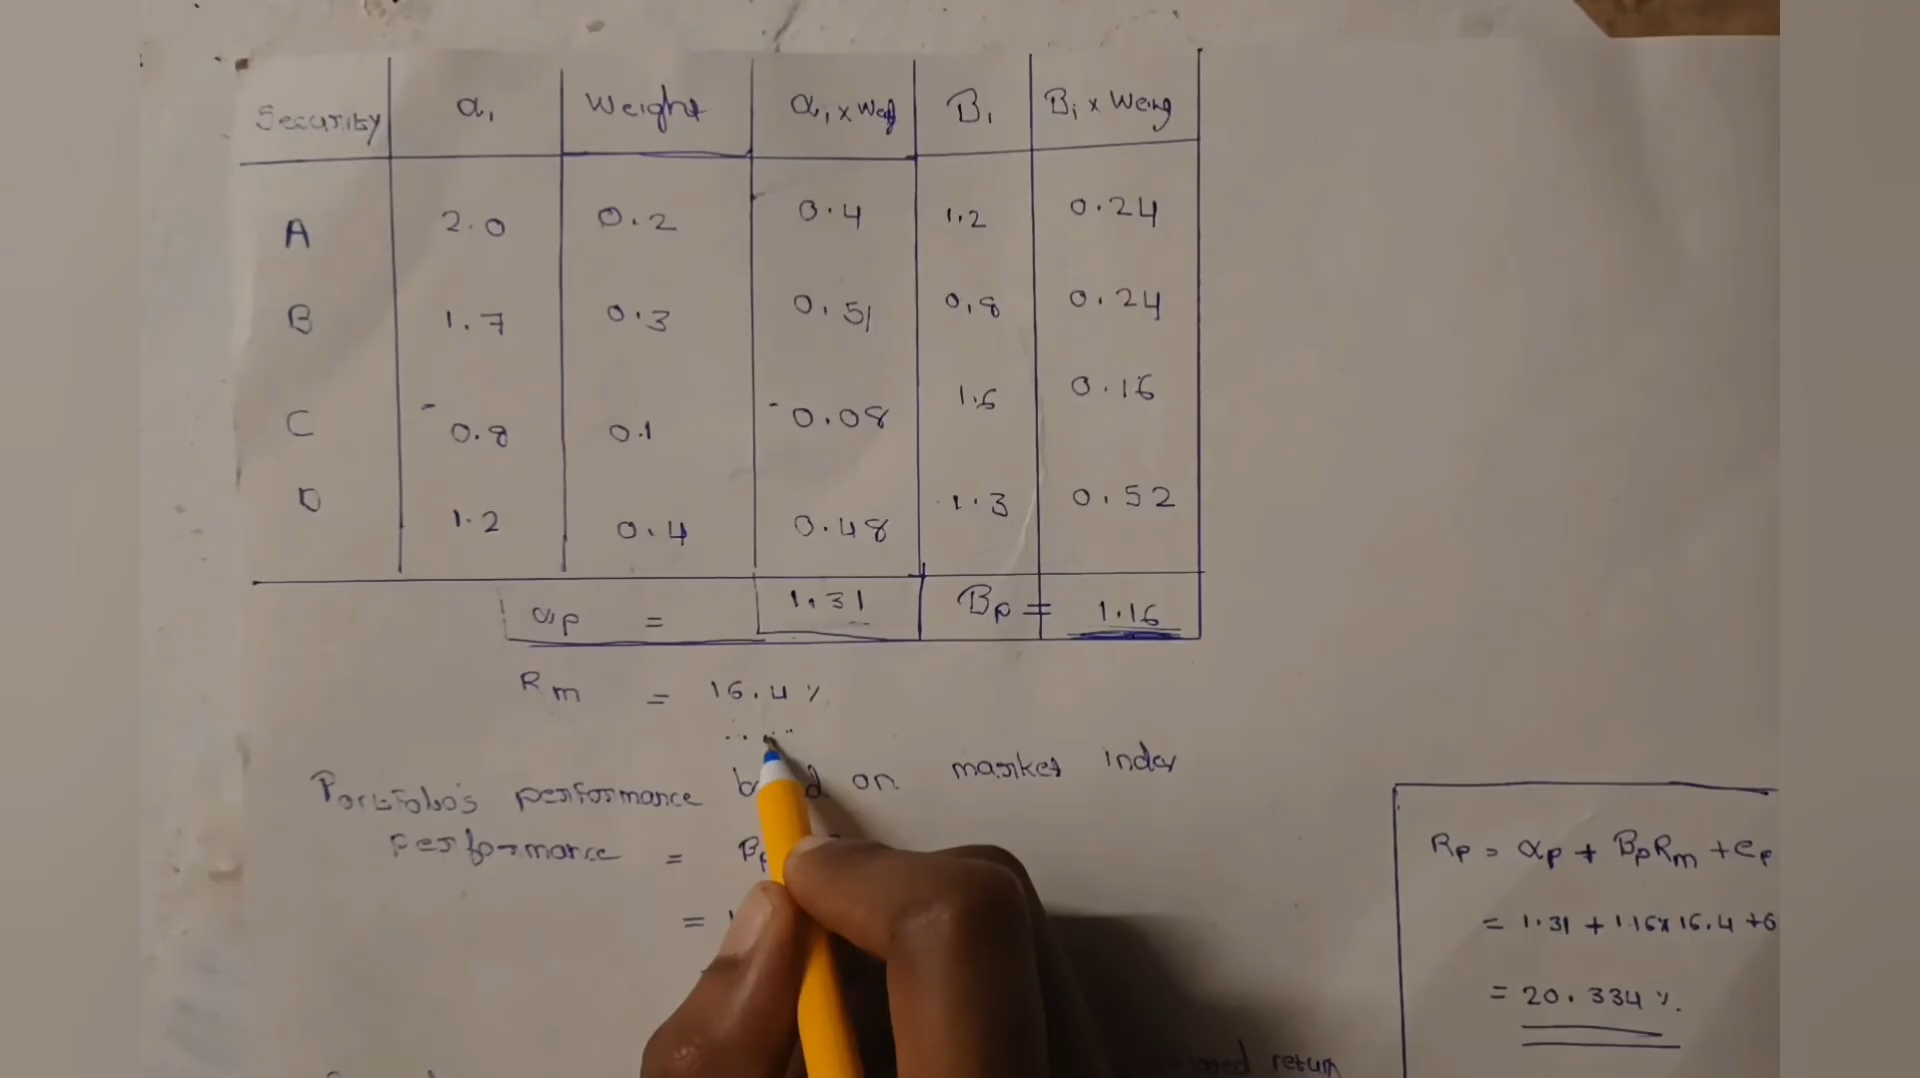 Security α₁ Weight αᵢ x Weig B₁ Bᵢ x Weing
A 2.0 0.2 0.4 1.2 0.24
B 1.7 0.3 0.51 0.8 0.24
C -0.8 0.1 -0.08 1.6 0.16
D 1.2 0.4 0.48 1.3 0.52
αp = 1.31 Bp = 1.16
Rm = 16.4 %
Portfolio's performance on market index
performance =
=
Rp = αp + BpRm + ep
= 1.31 + 1.16x 16.4 +0
= 20.334 %.
return